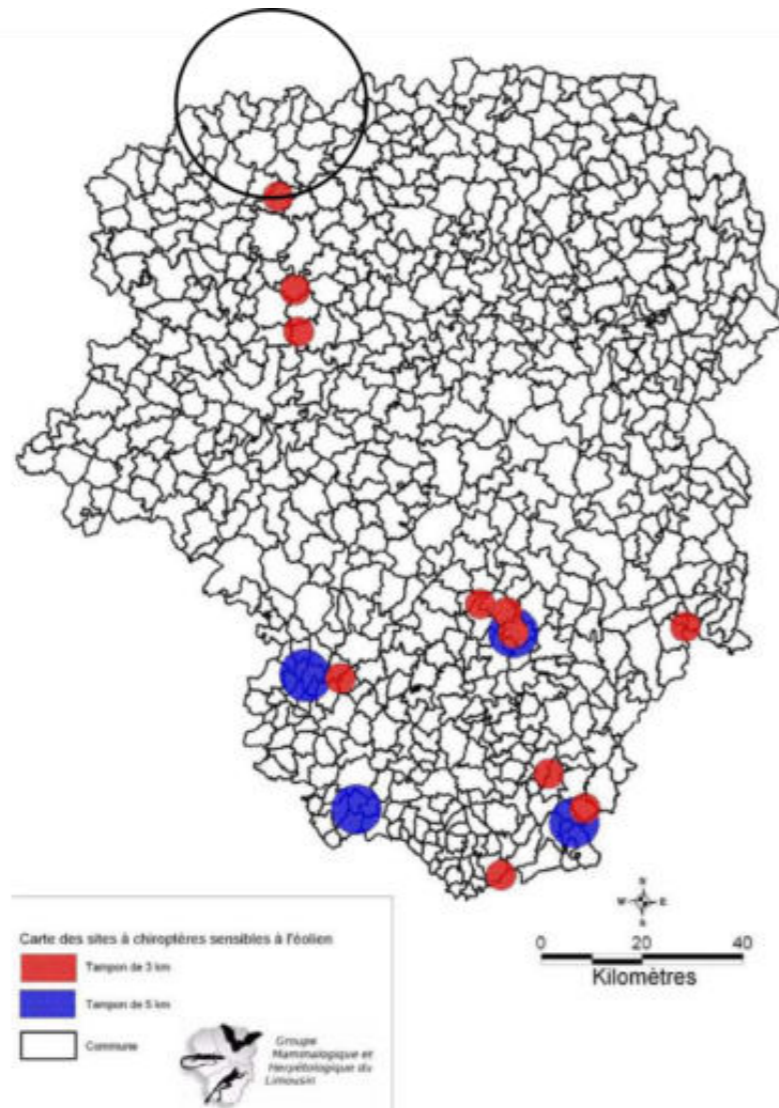 N
W E
S
0 20 40
Kilomètres
Carte des sites à chiroptères sensibles à l'éolien
Tampon de 3 km
Tampon de 5 km
Commune
Groupe
Mammalogique et
Herpétologique du
Limousin